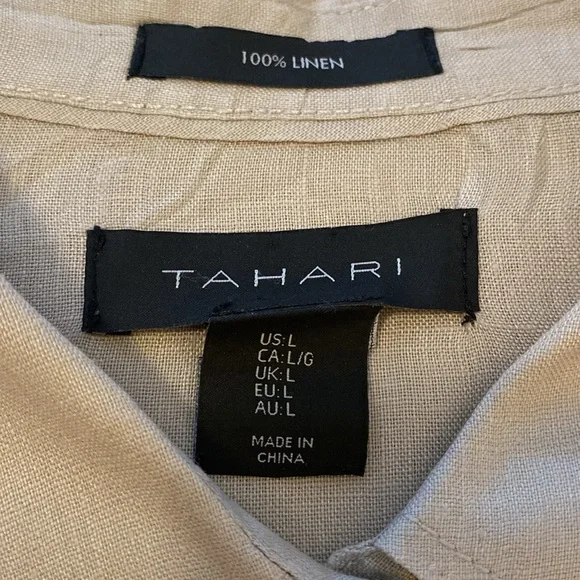 100% LINEN
TAHARI
US: L
CA: L/G
UK: L
EU: L
AU: L
MADE IN
CHINA